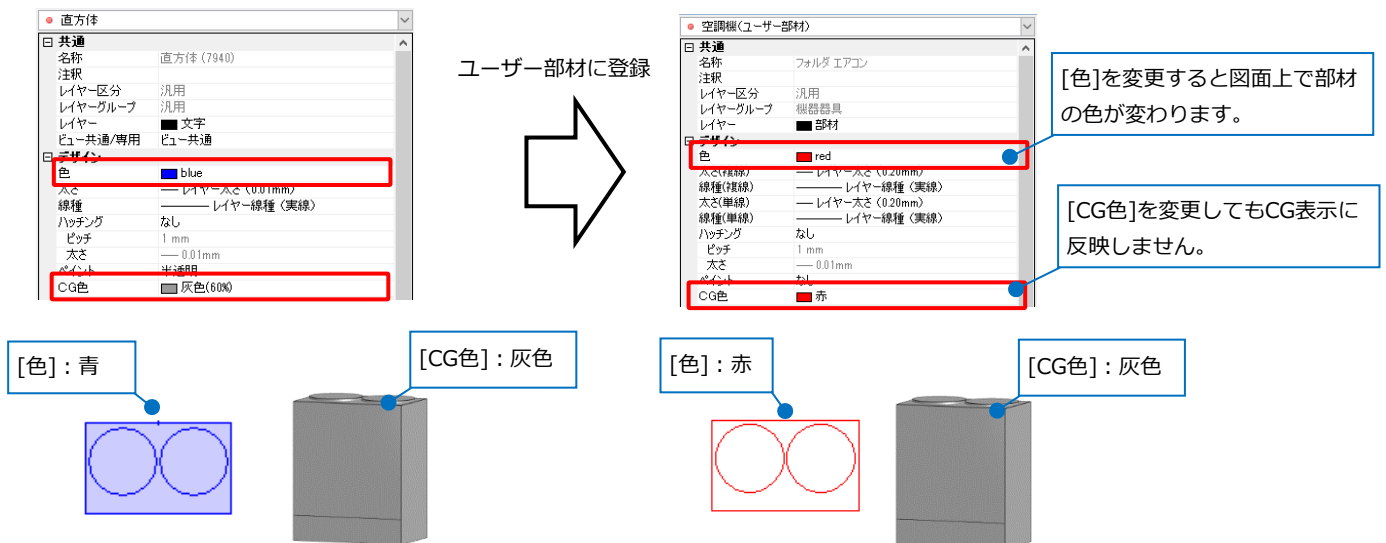 直方体
共通
名称 直方体 (7940)
注釈
レイヤー区分 汎用
レイヤーグループ 汎用
レイヤー 文字
ビュー共通/専用 ビュー共通
デザイン
色 blue
太さ レイヤー太さ (0.01mm)
線種 レイヤー線種 (実線)
ハッチング なし
ピッチ 1 mm
太さ 0.01mm
ペイント 半透明
CG色 灰色(60%)
ユーザー部材に登録
空調機(ユーザー部材)
共通
名称 フォルダ エアコン
注釈
レイヤー区分 汎用
レイヤーグループ 機器器具
レイヤー 部材
デザイン
色 red
太さ(複線) レイヤー太さ (0.20mm)
線種(複線) レイヤー線種 (実線)
太さ(単線) レイヤー太さ (0.20mm)
線種(単線) レイヤー線種 (実線)
ハッチング なし
ピッチ 1 mm
太さ 0.01mm
ペイント なし
CG色 赤
[色]を変更すると図面上で部材
の色が変わります。
[CG色]を変更してもCG表示に
反映しません。
[色]：青
[CG色]：灰色
[色]：赤
[CG色]：灰色